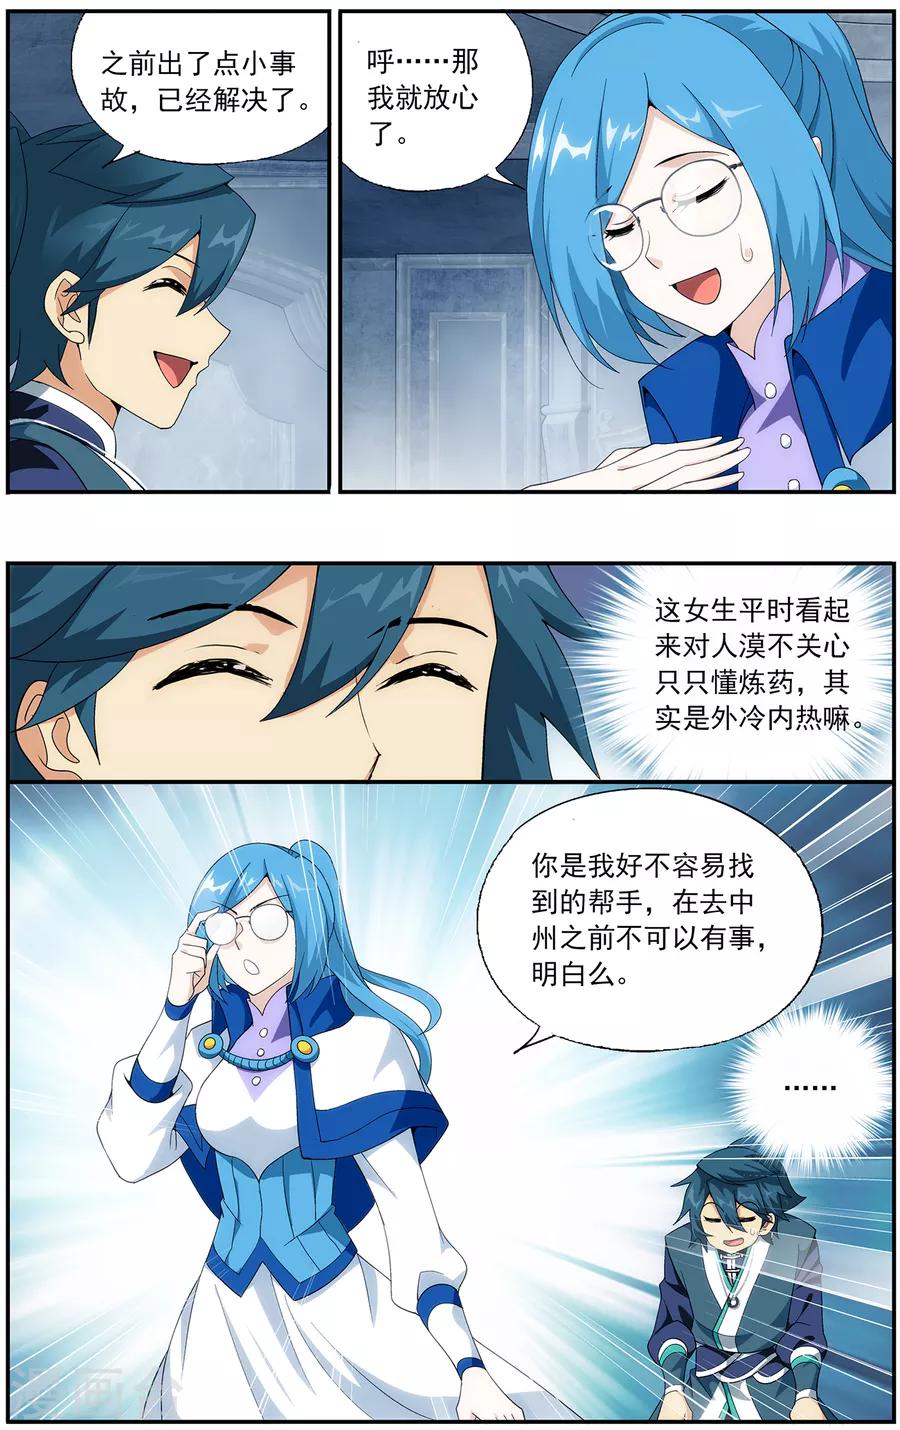 之前出了点小事
故，已经解决了。
呼……那
我就放心
了。
这女生平时看起
来对人漠不关心
只只懂炼药，其
实是外冷内热嘛。
你是我好不容易找
到的帮手，在去中
州之前不可以有事，
明白么。
……
漫画台